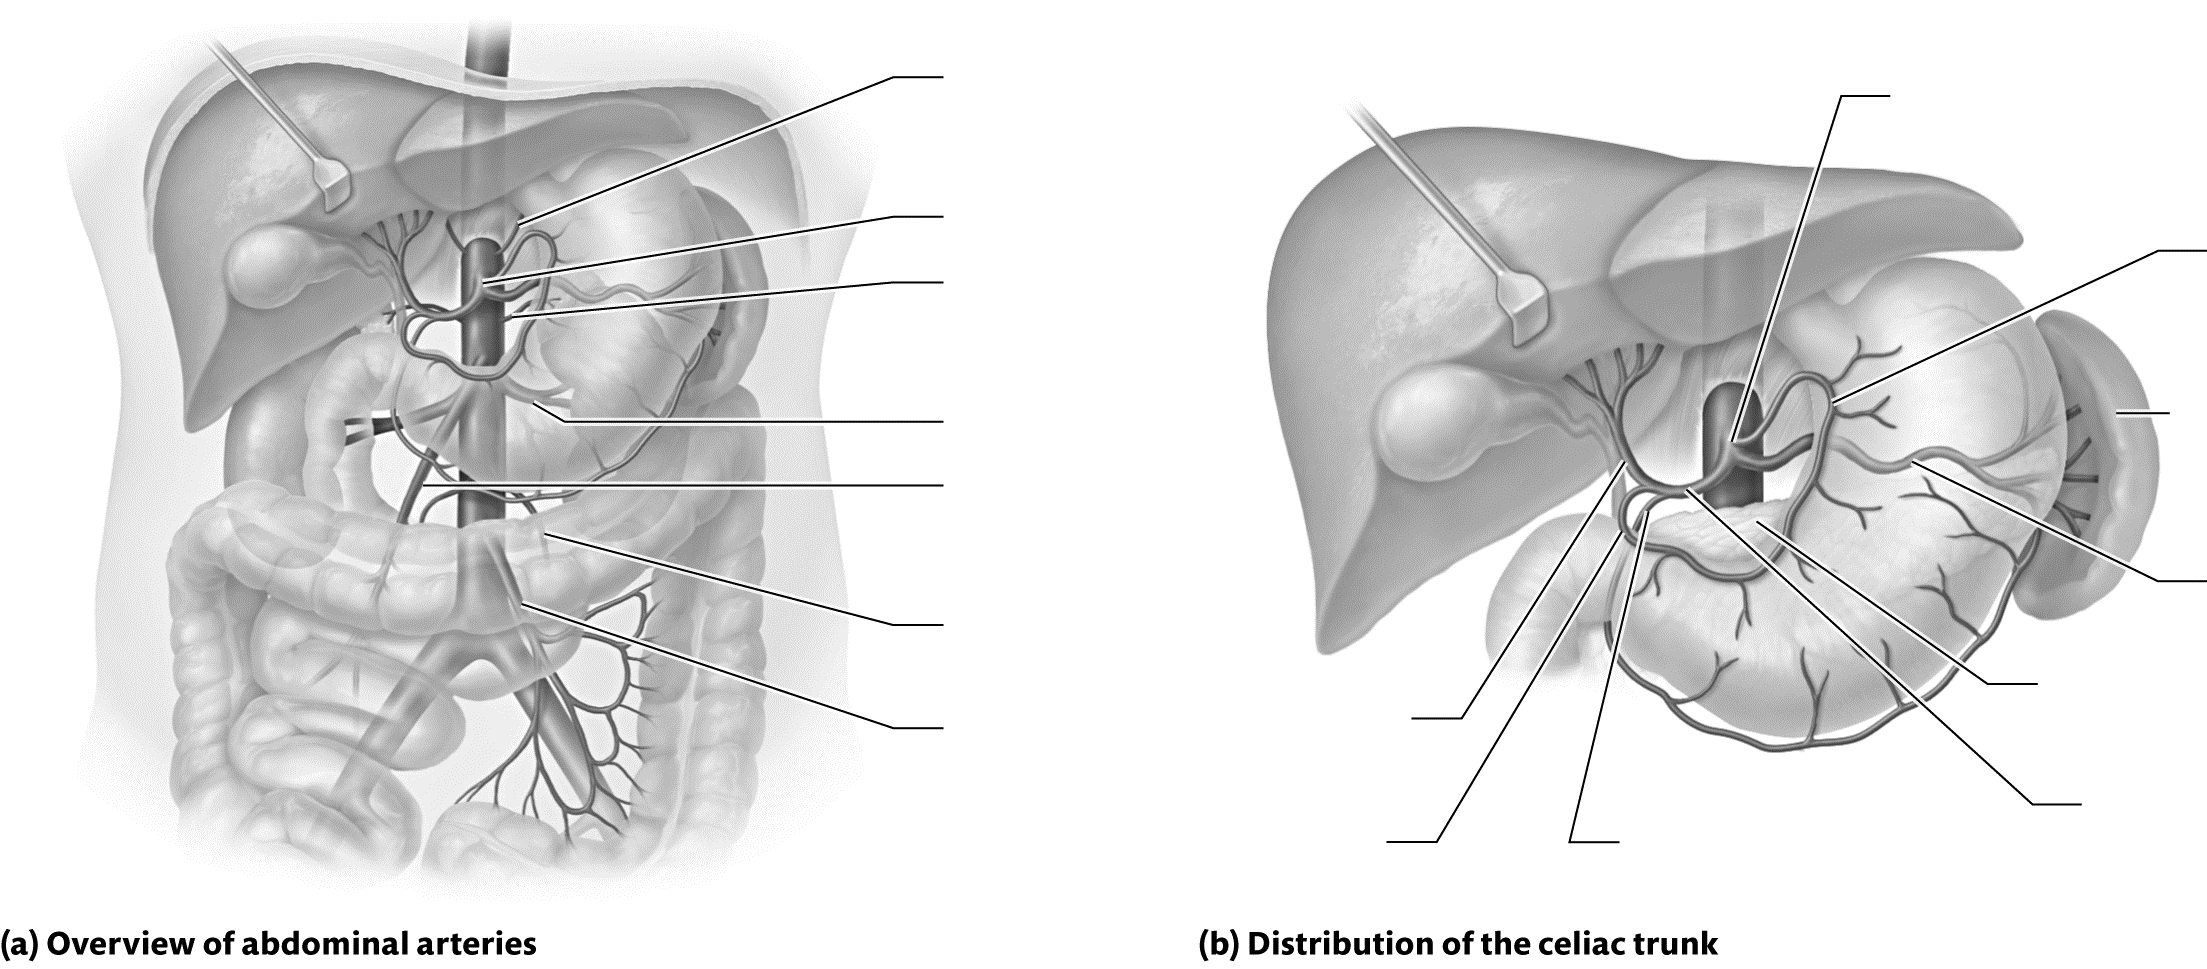 (a) Overview of abdominal arteries
(b) Distribution of the celiac trunk